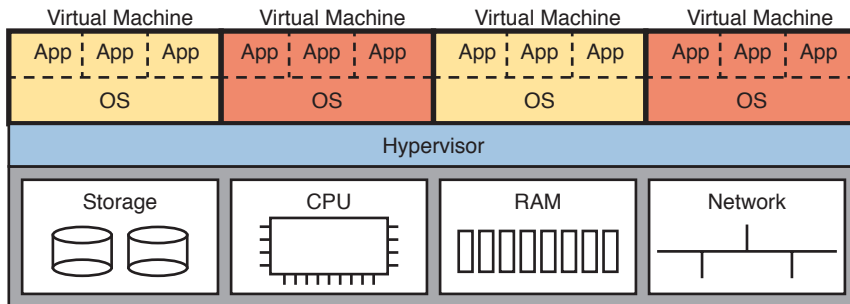 Virtual Machine Virtual Machine Virtual Machine Virtual Machine
App App App App App App App App App App App App
OS OS OS OS
Hypervisor
Storage CPU RAM Network